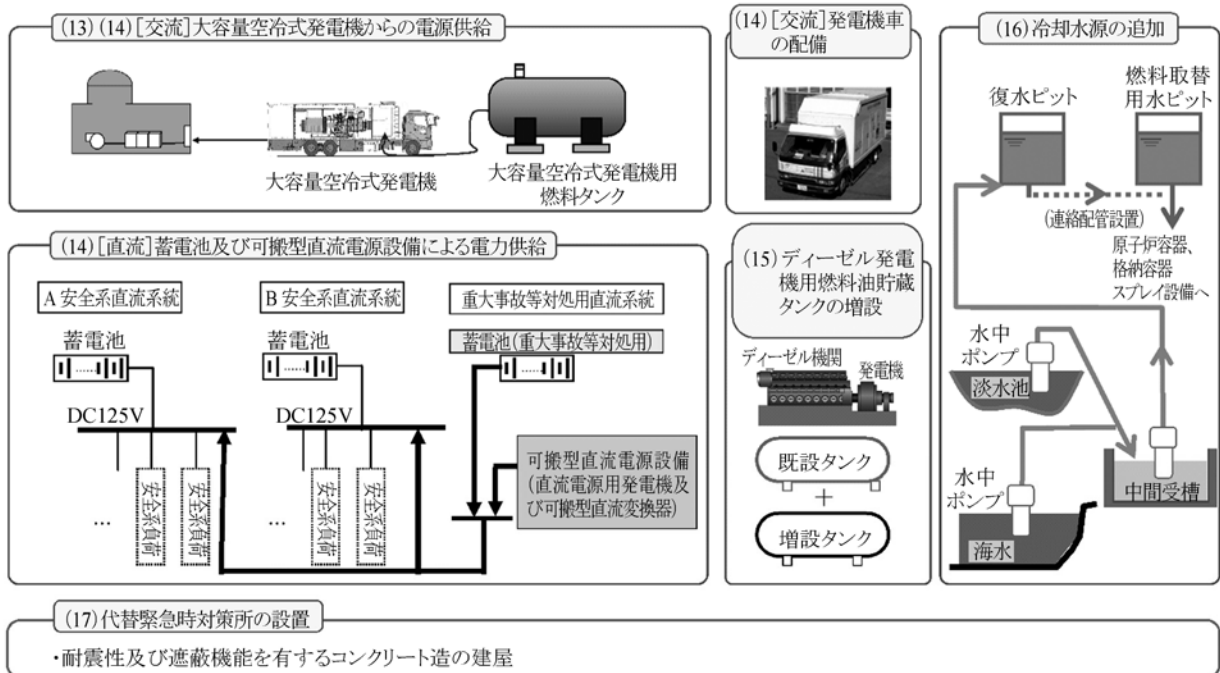 (13) (14) [交流]大容量空冷式発電機からの電源供給
大容量空冷式発電機
大容量空冷式発電機用
燃料タンク
(14) [交流]発電機車
の配備
(14) [直流]蓄電池及び可搬型直流電源設備による電力供給
A安全系直流系統
蓄電池
DC125V
…
安全系負荷
安全系負荷
B安全系直流系統
蓄電池
DC125V
…
安全系負荷
安全系負荷
重大事故等対処用直流系統
蓄電池(重大事故等対処用)
可搬型直流電源設備
(直流電源用発電機及
び可搬型直流変換器)
(15)ディーゼル発電
機用燃料油貯蔵
タンクの増設
ディーゼル機関
発電機
既設タンク
+
増設タンク
(16)冷却水源の追加
復水ピット
燃料取替
用水ピット
(連絡配管設置)
原子炉容器、
格納容器
スプレイ設備へ
水中
ポンプ
淡水池
水中
ポンプ
海水
中間受槽
(17)代替緊急時対策所の設置
・耐震性及び遮蔽機能を有するコンクリート造の建屋